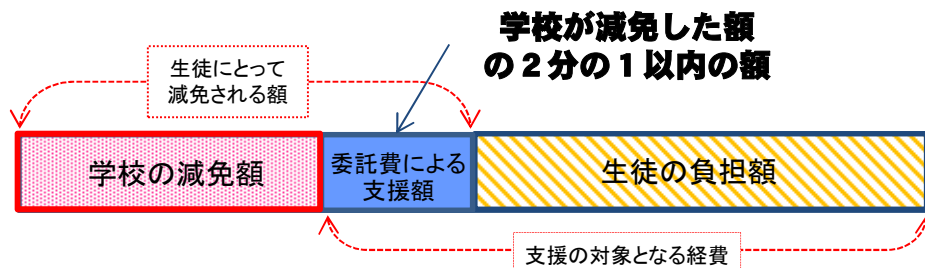 学校が減免した額
の２分の１以内の額
生徒にとって
減免される額
学校の減免額
委託費による
支援額
生徒の負担額
支援の対象となる経費